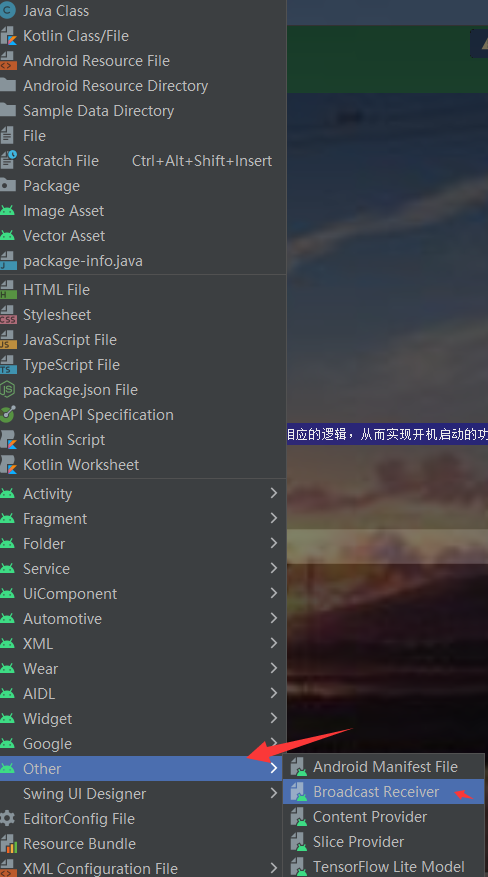 Java Class
Kotlin Class/File
Android Resource File
Android Resource Directory
Sample Data Directory
File
Scratch File Ctrl+Alt+Shift+Insert
Package
Image Asset
Vector Asset
package-info.java
HTML File
Stylesheet
JavaScript File
TypeScript File
package.json File
OpenAPI Specification
相应的逻辑，从而实现开机启动的功
Kotlin Script
Kotlin Worksheet
Activity
Fragment
Folder
Service
UiComponent
Automotive
XML
Wear
AIDL
Widget
Google
Other
Swing UI Designer
EditorConfig File
Resource Bundle
XML Configuration File
Android Manifest File
Broadcast Receiver
Content Provider
Slice Provider
TensorFlow Lite Model